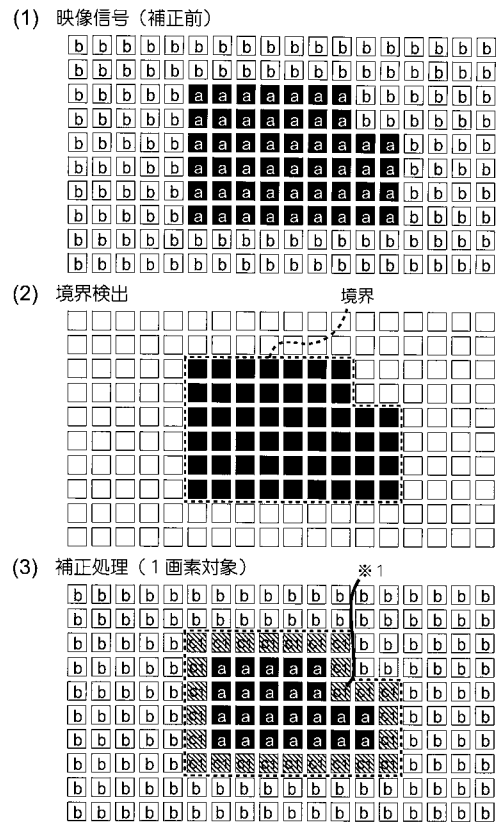 (1) 映像信号（補正前）
b b b b b b b b b b b b b b b b b b
b b b b b b b b b b b b b b b b b b
b b b b b a a a a a a a b b b b b b
b b b b b a a a a a a a b b b b b b
b b b b b a a a a a a a a a b b b b
b b b b b a a a a a a a a a b b b b
b b b b b a a a a a a a a a b b b b
b b b b b a a a a a a a a a b b b b
b b b b b b b b b b b b b b b b b b
b b b b b b b b b b b b b b b b b b
(2) 境界検出
境界
(3) 補正処理（1画素対象）
※1
b b b b b b b b b b b b b b b b b b
b b b b b b b b b b b b b b b b b b
b b b b b b b b b b b
b b b b b a a a a a b b b b b b
b b b b b a a a a a b b b b
b b b b b a a a a a a a b b b b
b b b b b a a a a a a a b b b b
b b b b b b b b b
b b b b b b b b b b b b b b b b b b
b b b b b b b b b b b b b b b b b b